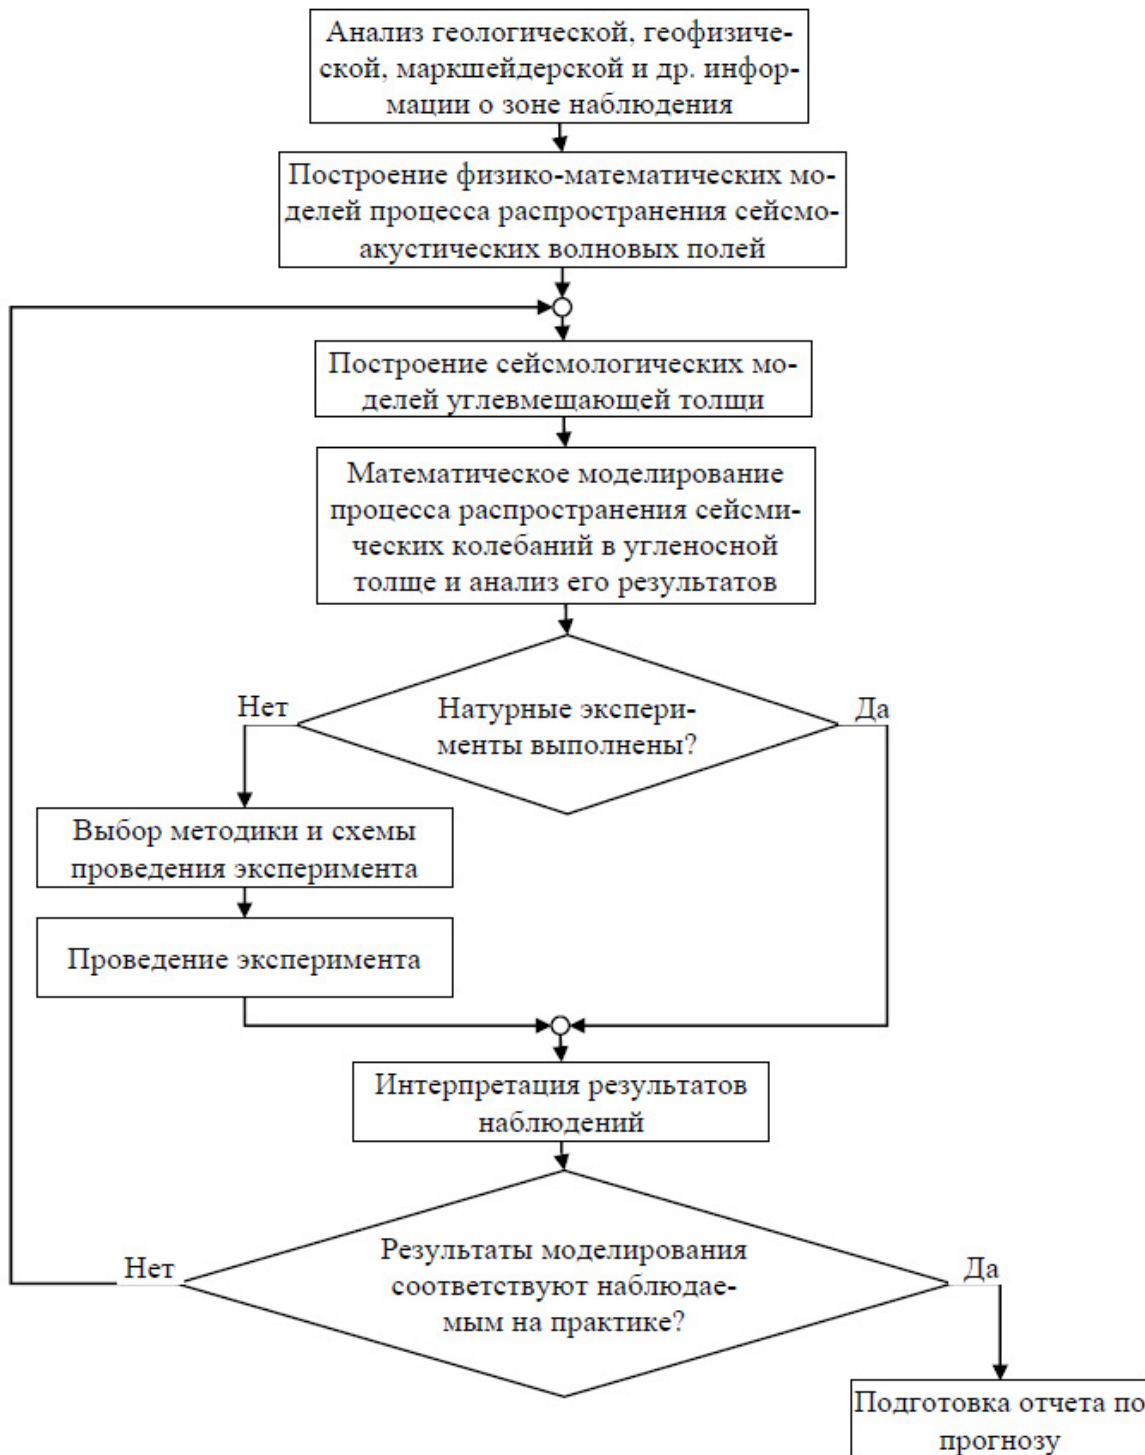 Анализ геологической, геофизиче-
ской, маркшейдерской и др. инфор-
мации о зоне наблюдения
Построение физико-математических мо-
делей процесса распространения сейсмо-
акустических волновых полей
Построение сейсмологических мо-
делей углевмещающей толщи
Математическое моделирование
процесса распространения сейсми-
ческих колебаний в угленосной
толще и анализ его результатов
Нет
Натурные экспери-
менты выполнены?
Да
Выбор методики и схемы
проведения эксперимента
Проведение эксперимента
Интерпретация результатов
наблюдений
Нет
Результаты моделирования
соответствуют наблюдае-
мым на практике?
Да
Подготовка отчета по
прогнозу